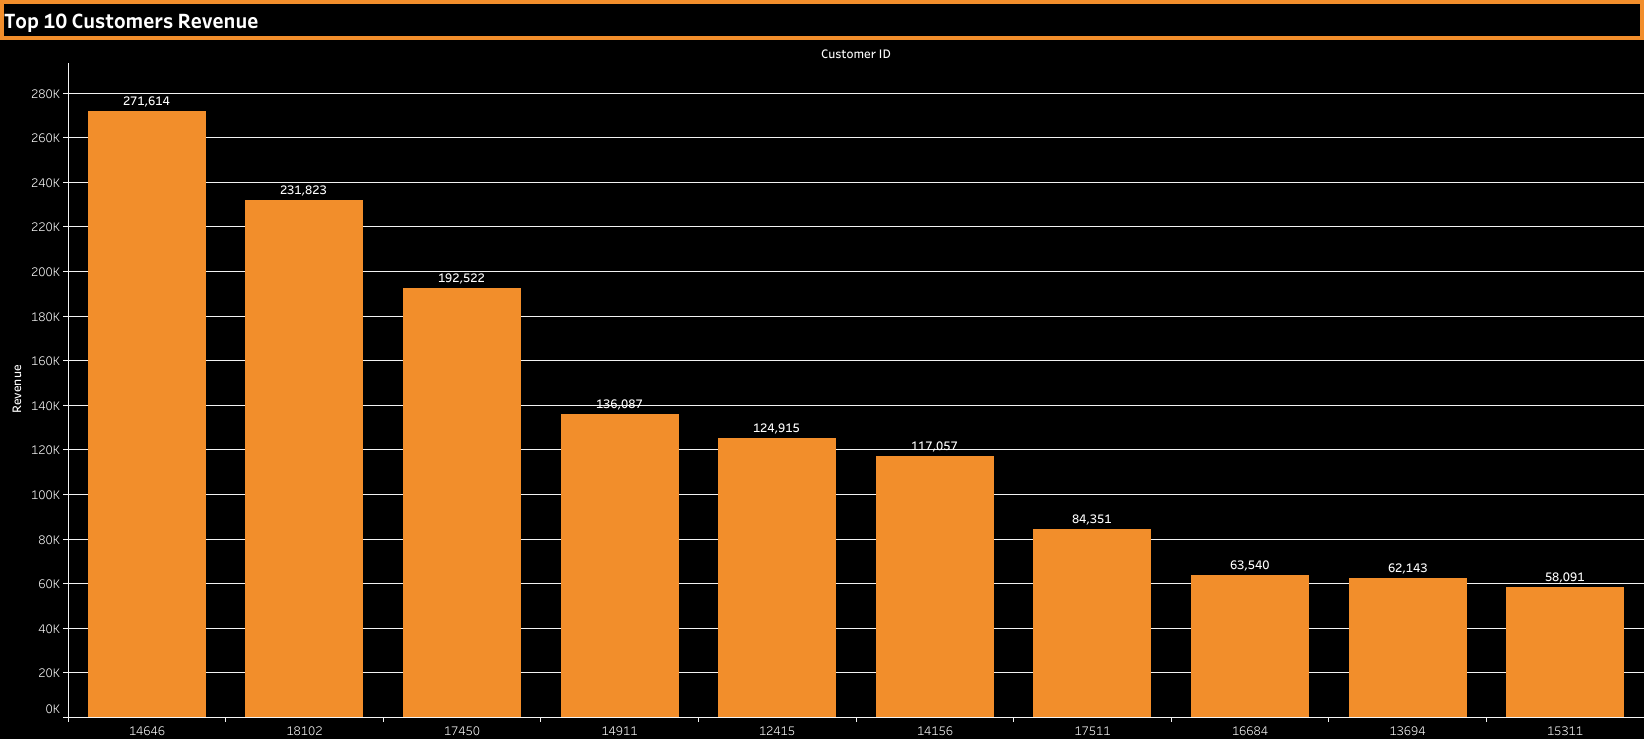 Top 10 Customers Revenue
Customer ID
Revenue
280K
260K
240K
220K
200K
180K
160K
140K
120K
100K
80K
60K
40K
20K
0K
271,614
231,823
192,522
136,087
124,915
117,057
84,351
63,540
62,143
58,091
14646 18102 17450 14911 12415 14156 17511 16684 13694 15311